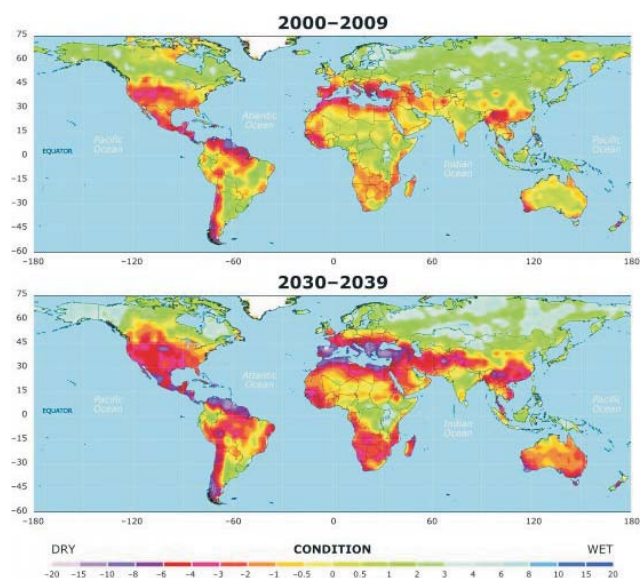 2000–2009
75
60
45
30
15
0
−15
−30
−45
−60
Atlantic
Ocean
Pacific
Ocean
EQUATOR
Indian
Ocean
Pacific
Ocean
−180
−120
−60
0
60
120
180
2030–2039
75
60
45
30
15
0
−15
−30
−45
−60
Atlantic
Ocean
Pacific
Ocean
EQUATOR
Indian
Ocean
Pacific
Ocean
−180
−120
−60
0
60
120
180
DRY CONDITION WET
−20 −15 −10 −8 −6 −4 −3 −2 −1 −0.5 0 1 2 3 4 6 8 10 15 20